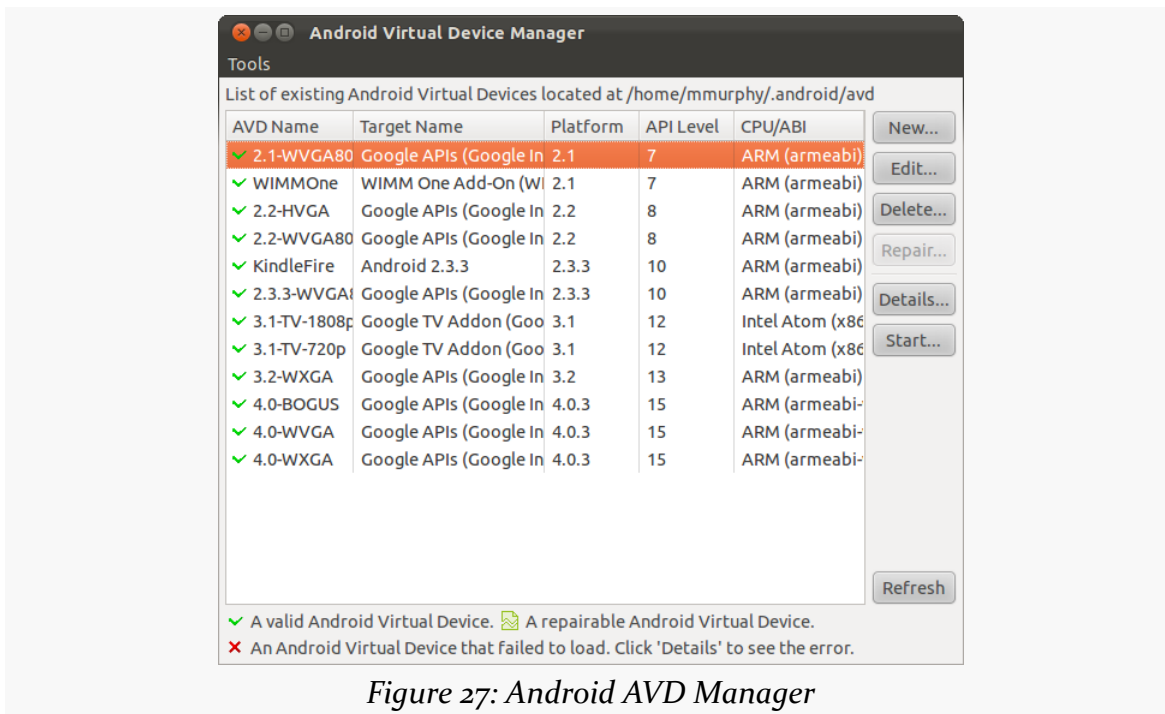 Android Virtual Device Manager
Tools
List of existing Android Virtual Devices located at /home/mmurphy/.android/avd
AVD Name Target Name Platform API Level CPU/ABI New...
2.1-WVGA80 Google APIs (Google In 2.1 7 ARM (armeabi)
Edit...
WIMMOne WIMM One Add-On (WI 2.1 7 ARM (armeabi)
2.2-HVGA Google APIs (Google In 2.2 8 ARM (armeabi) Delete...
2.2-WVGA80 Google APIs (Google In 2.2 8 ARM (armeabi)
Repair...
KindleFire Android 2.3.3 2.3.3 10 ARM (armeabi)
2.3.3-WVGA8 Google APIs (Google In 2.3.3 10 ARM (armeabi) Details...
3.1-TV-1808p Google TV Addon (Goo 3.1 12 Intel Atom (x86
Start...
3.1-TV-720p Google TV Addon (Goo 3.1 12 Intel Atom (x86
3.2-WXGA Google APIs (Google In 3.2 13 ARM (armeabi)
4.0-BOGUS Google APIs (Google In 4.0.3 15 ARM (armeabi-
4.0-WVGA Google APIs (Google In 4.0.3 15 ARM (armeabi-
4.0-WXGA Google APIs (Google In 4.0.3 15 ARM (armeabi-
Refresh
A valid Android Virtual Device. A repairable Android Virtual Device.
An Android Virtual Device that failed to load. Click 'Details' to see the error.
Figure 27: Android AVD Manager